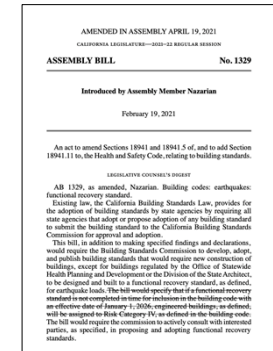 AMENDED IN ASSEMBLY APRIL 19, 2021
CALIFORNIA LEGISLATURE—2021–22 REGULAR SESSION
ASSEMBLY BILL No. 1329
Introduced by Assembly Member Nazarian
February 19, 2021
An act to amend Sections 18941 and 18941.5 of, and to add Section
18941.11 to, the Health and Safety Code, relating to building standards.
LEGISLATIVE COUNSEL'S DIGEST
AB 1329, as amended, Nazarian. Building codes: earthquakes:
functional recovery standard.
Existing law, the California Building Standards Law, provides for
the adoption of building standards by state agencies by requiring all
state agencies that adopt or propose adoption of any building standard
to submit the building standard to the California Building Standards
Commission for approval and adoption.
This bill, in addition to making specified findings and declarations,
would require the Building Standards Commission to develop, adopt,
and publish building standards that would require new construction of
buildings, except for buildings regulated by the Office of Statewide
Health Planning and Development or the Division of the State Architect,
to be designed and built to a functional recovery standard, as defined,
for earthquake loads. The bill would specify that if a functional recovery
standard is not completed in time for inclusion in the building code with
an effective date of January 1, 2026, engineered buildings, as defined,
will be assigned to Risk Category IV, as defined in the building code.
The bill would require the commission to actively consult with interested
parties, as specified, in proposing and adopting functional recovery
standards.